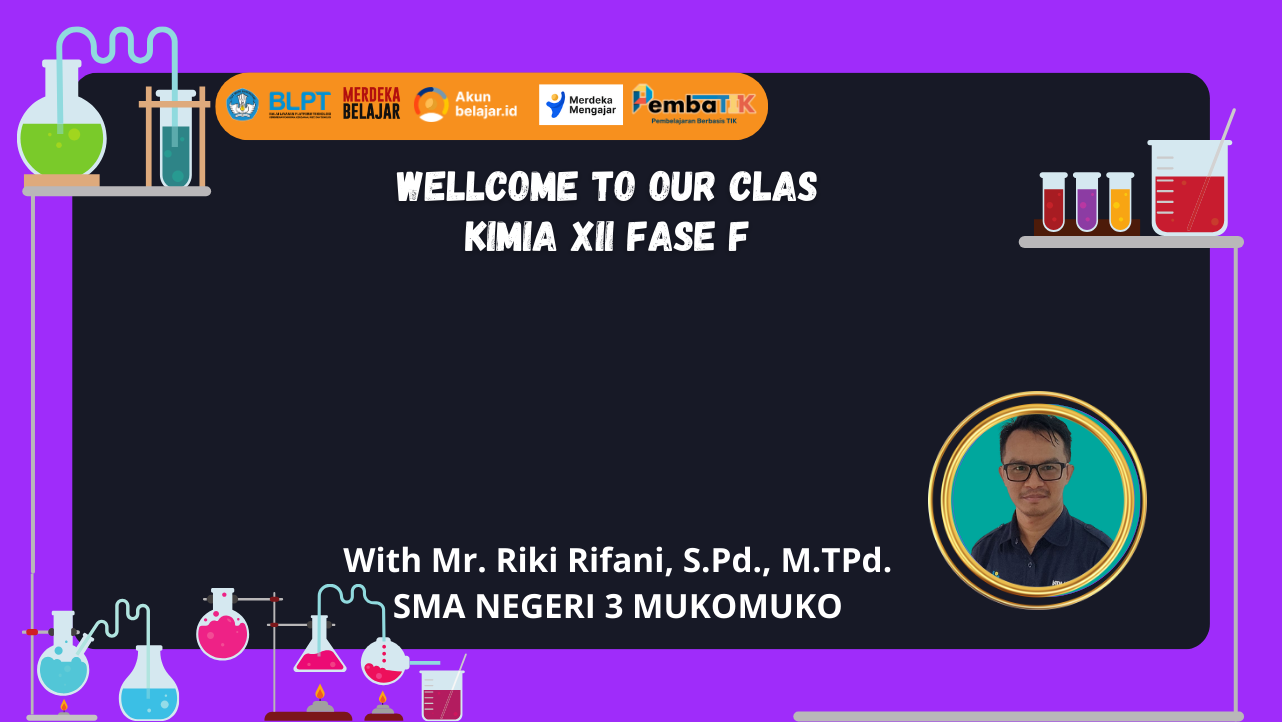 BLPT
MERDEKA
BELAJAR
Akun
belajar.id
Merdeka
Mengajar
PembaTIK
Pembelajaran Berbasis TIK
WELLCOME TO OUR CLAS
KIMIA XII FASE F
With Mr. Riki Rifani, S.Pd., M.TPd.
SMA NEGERI 3 MUKOMUKO